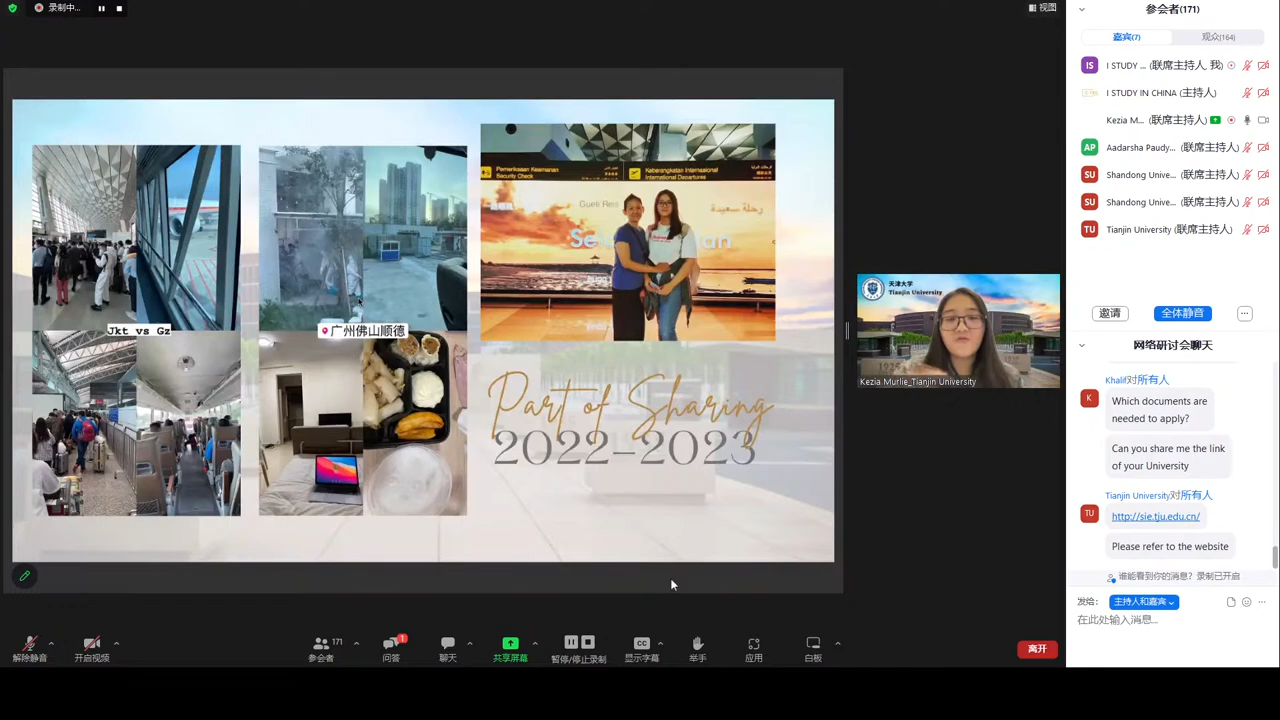 录制中...
视图
参会者(171)
嘉宾(7)
观众(164)
IS
I STUDY ... (联席主持人, 我)
I STUDY IN CHINA (主持人)
Kezia M... (联席主持人)
AP
Aadarsha Paudy... (联席主持人)
SU
Shandong Unive... (联席主持人)
SU
Shandong Unive... (联席主持人)
TU
Tianjin University (联席主持人)
邀请
全体静音
...
网络研讨会聊天
Khalif对所有人
K
Which documents are
needed to apply?
Can you share me the link
of your University
Tianjin University对所有人
TU
http://sie.tju.edu.cn/
Please refer to the website
谁能看到你的消息? 录制已开启
发给:
主持人和嘉宾
在此处输入消息...
Pemeriksaan Keamanan
Security Check
Keberangkatan Internasional
International Departures
رحلة سعيدة
Jkt vs Gz
广州佛山顺德
Part of Sharing
2022-2023
天津大学
Tianjin University
Kezia Murlie_Tianjin University
解除静音
开启视频
171
参会者
1
问答
聊天
共享屏幕
暂停/停止录制
CC
显示字幕
举手
应用
白板
离开